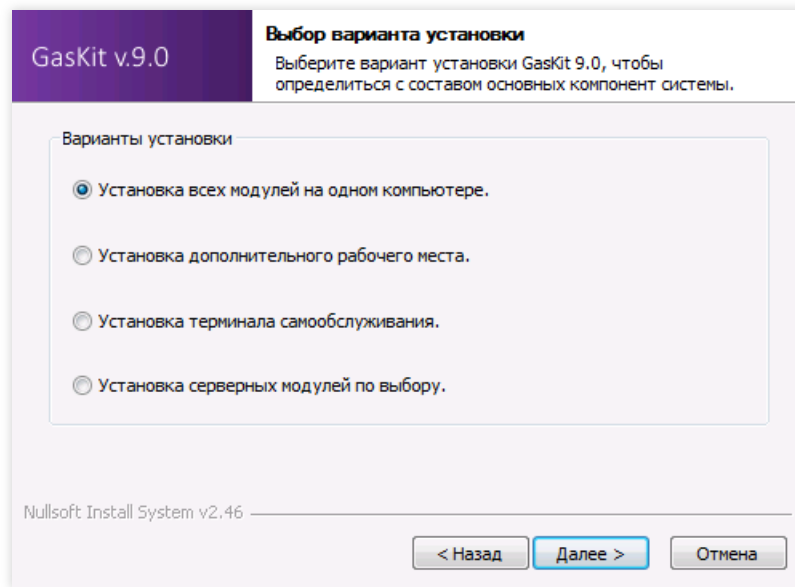 GasKit v.9.0
Выбор варианта установки
Выберите вариант установки GasKit 9.0, чтобы
определиться с составом основных компонент системы.
Варианты установки
Установка всех модулей на одном компьютере.
Установка дополнительного рабочего места.
Установка терминала самообслуживания.
Установка серверных модулей по выбору.
Nullsoft Install System v2.46
< Назад
Далее >
Отмена